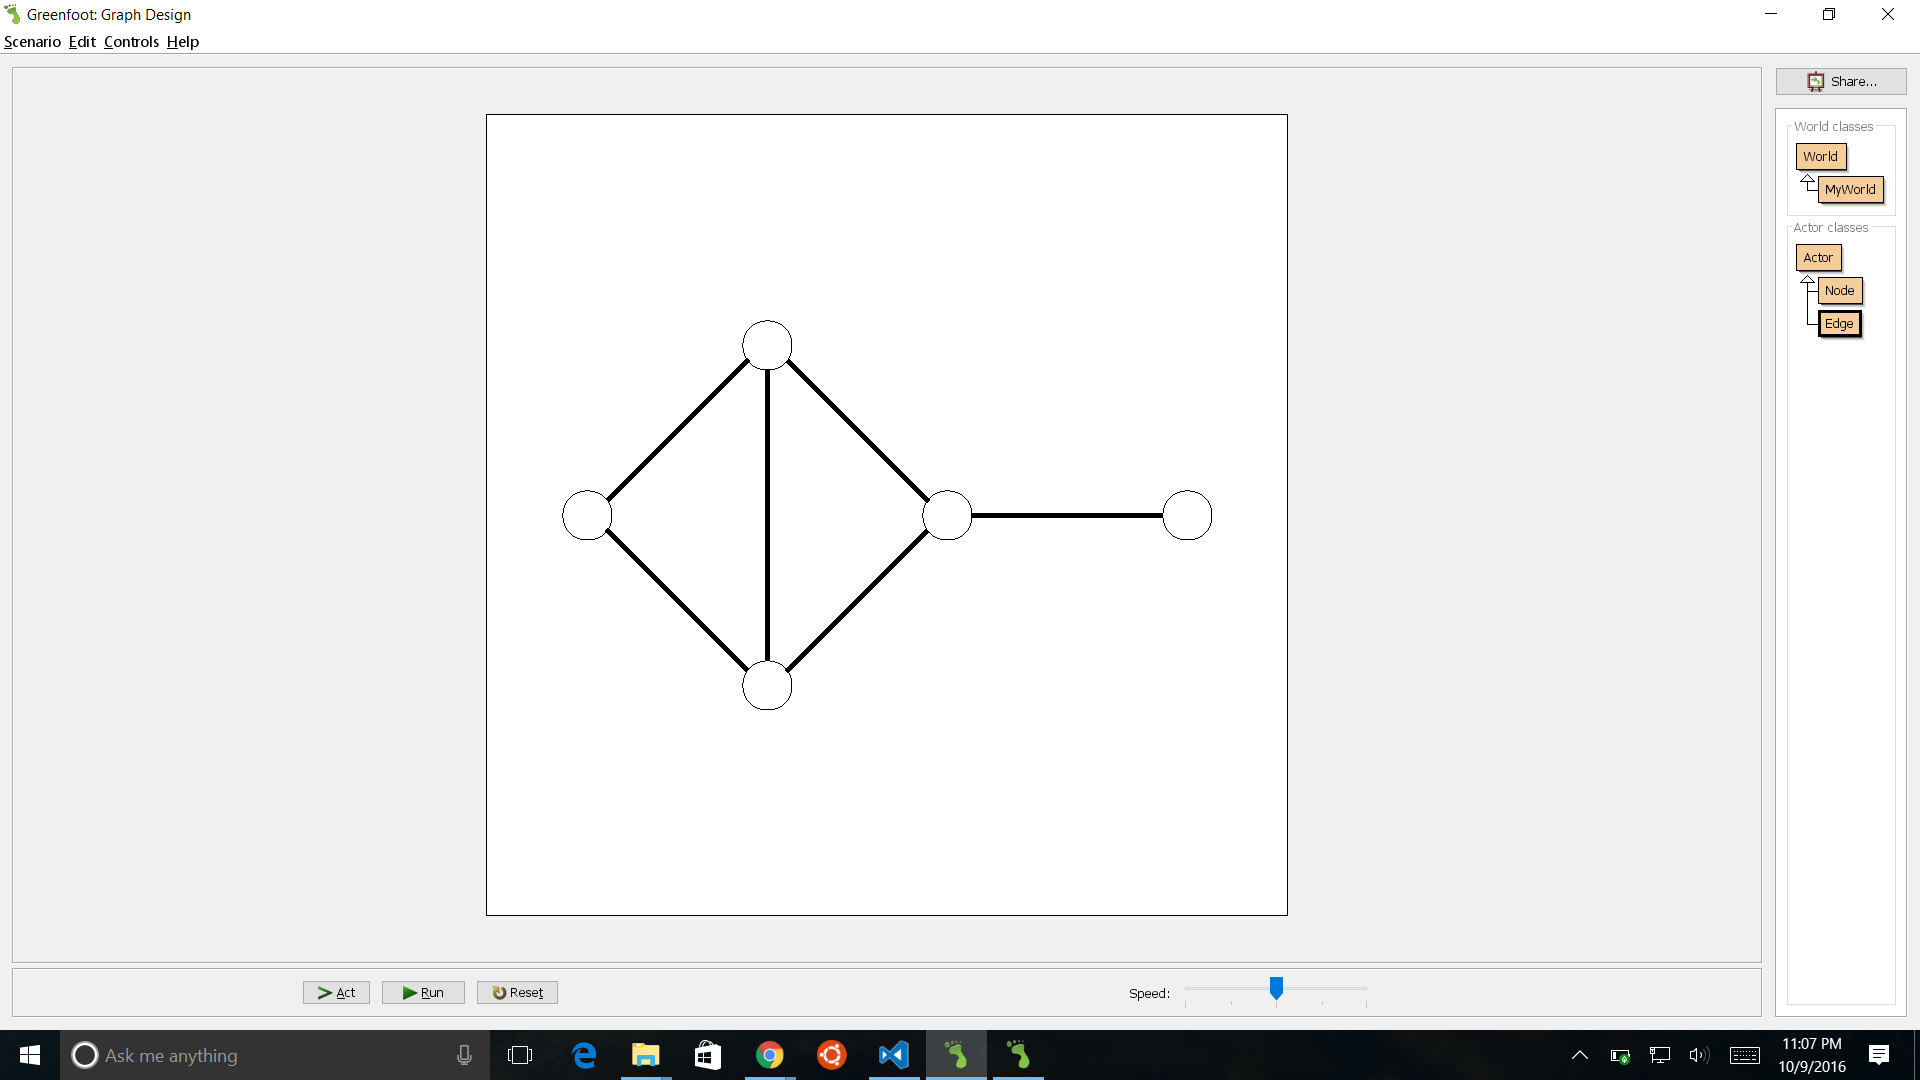 Greenfoot: Graph Design
Scenario Edit Controls Help
Share...
World classes
World
MyWorld
Actor classes
Actor
Node
Edge
Act Run Reset Speed:
Ask me anything
11:07 PM
10/9/2016